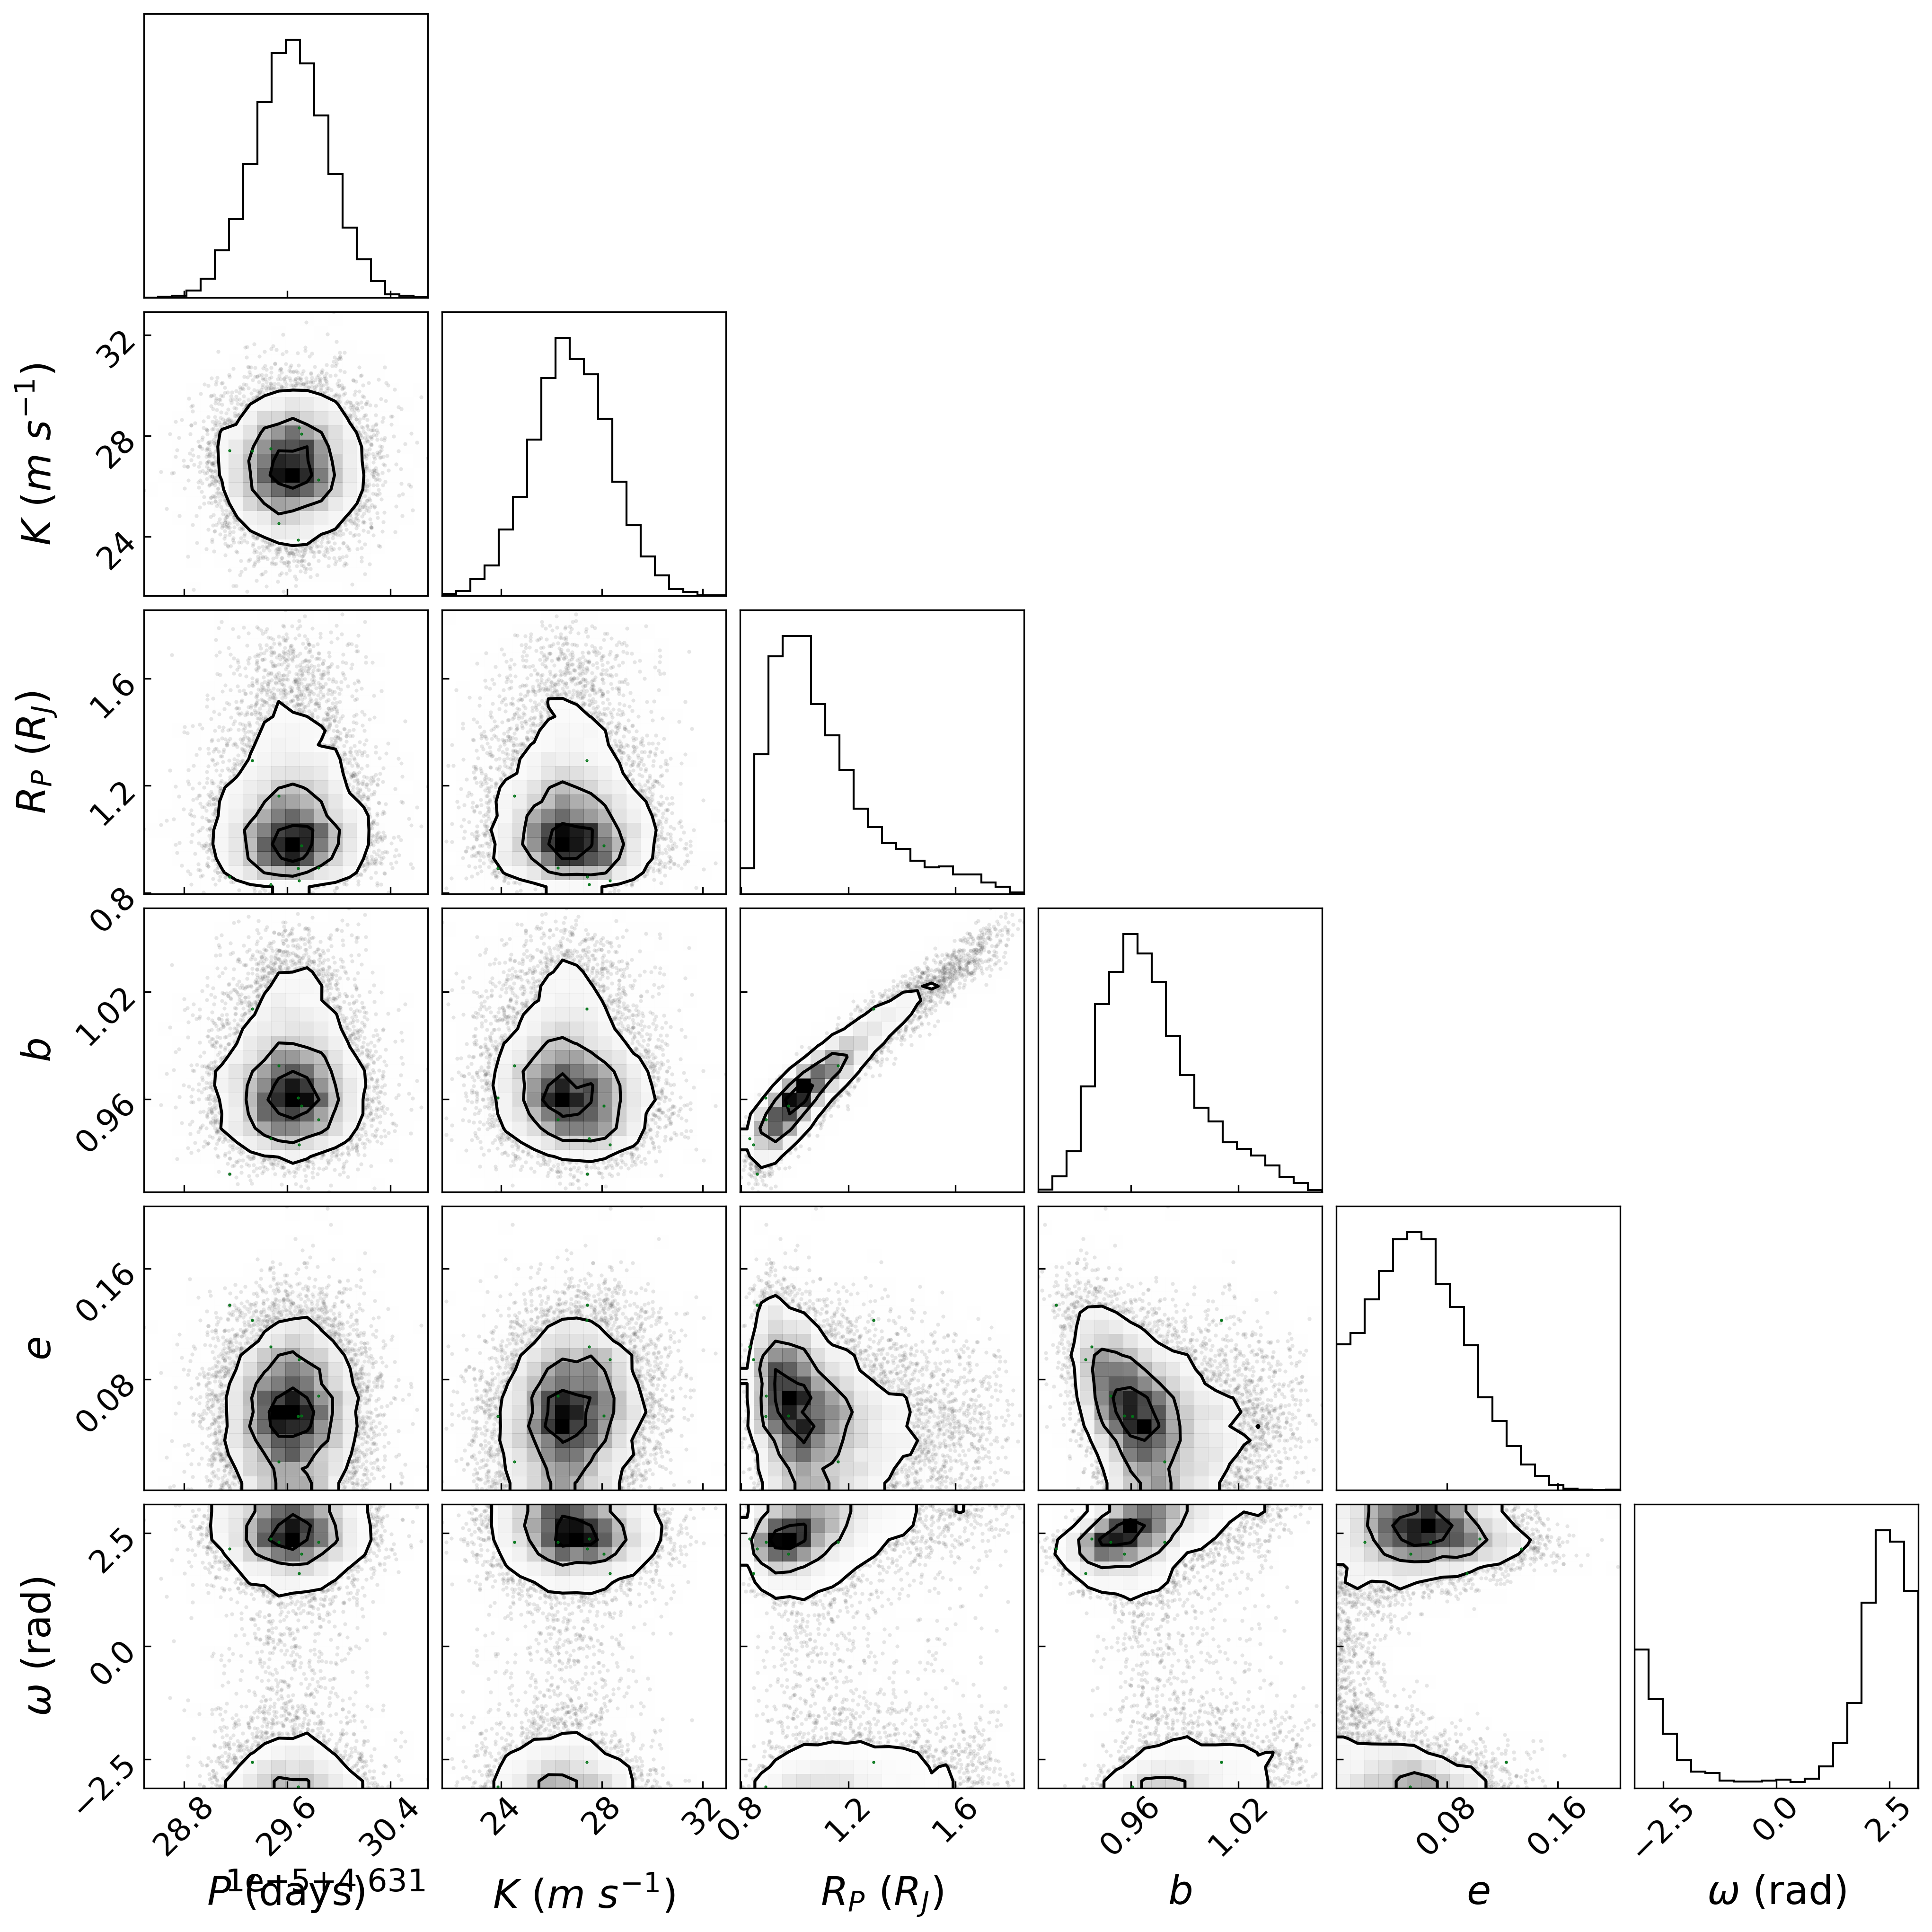 32
28
24
K (m s⁻¹)
1.6
1.2
0.8
R_P (R_J)
1.02
0.96
b
0.16
0.08
e
2.5
0.0
−2.5
ω (rad)
28.8 29.6 30.4 24 28 32 0.8 1.2 1.6 0.96 1.02 0.08 0.16 −2.5 0.0 2.5
1e−5+4.631
P (days) K (m s⁻¹) R_P (R_J) b e ω (rad)